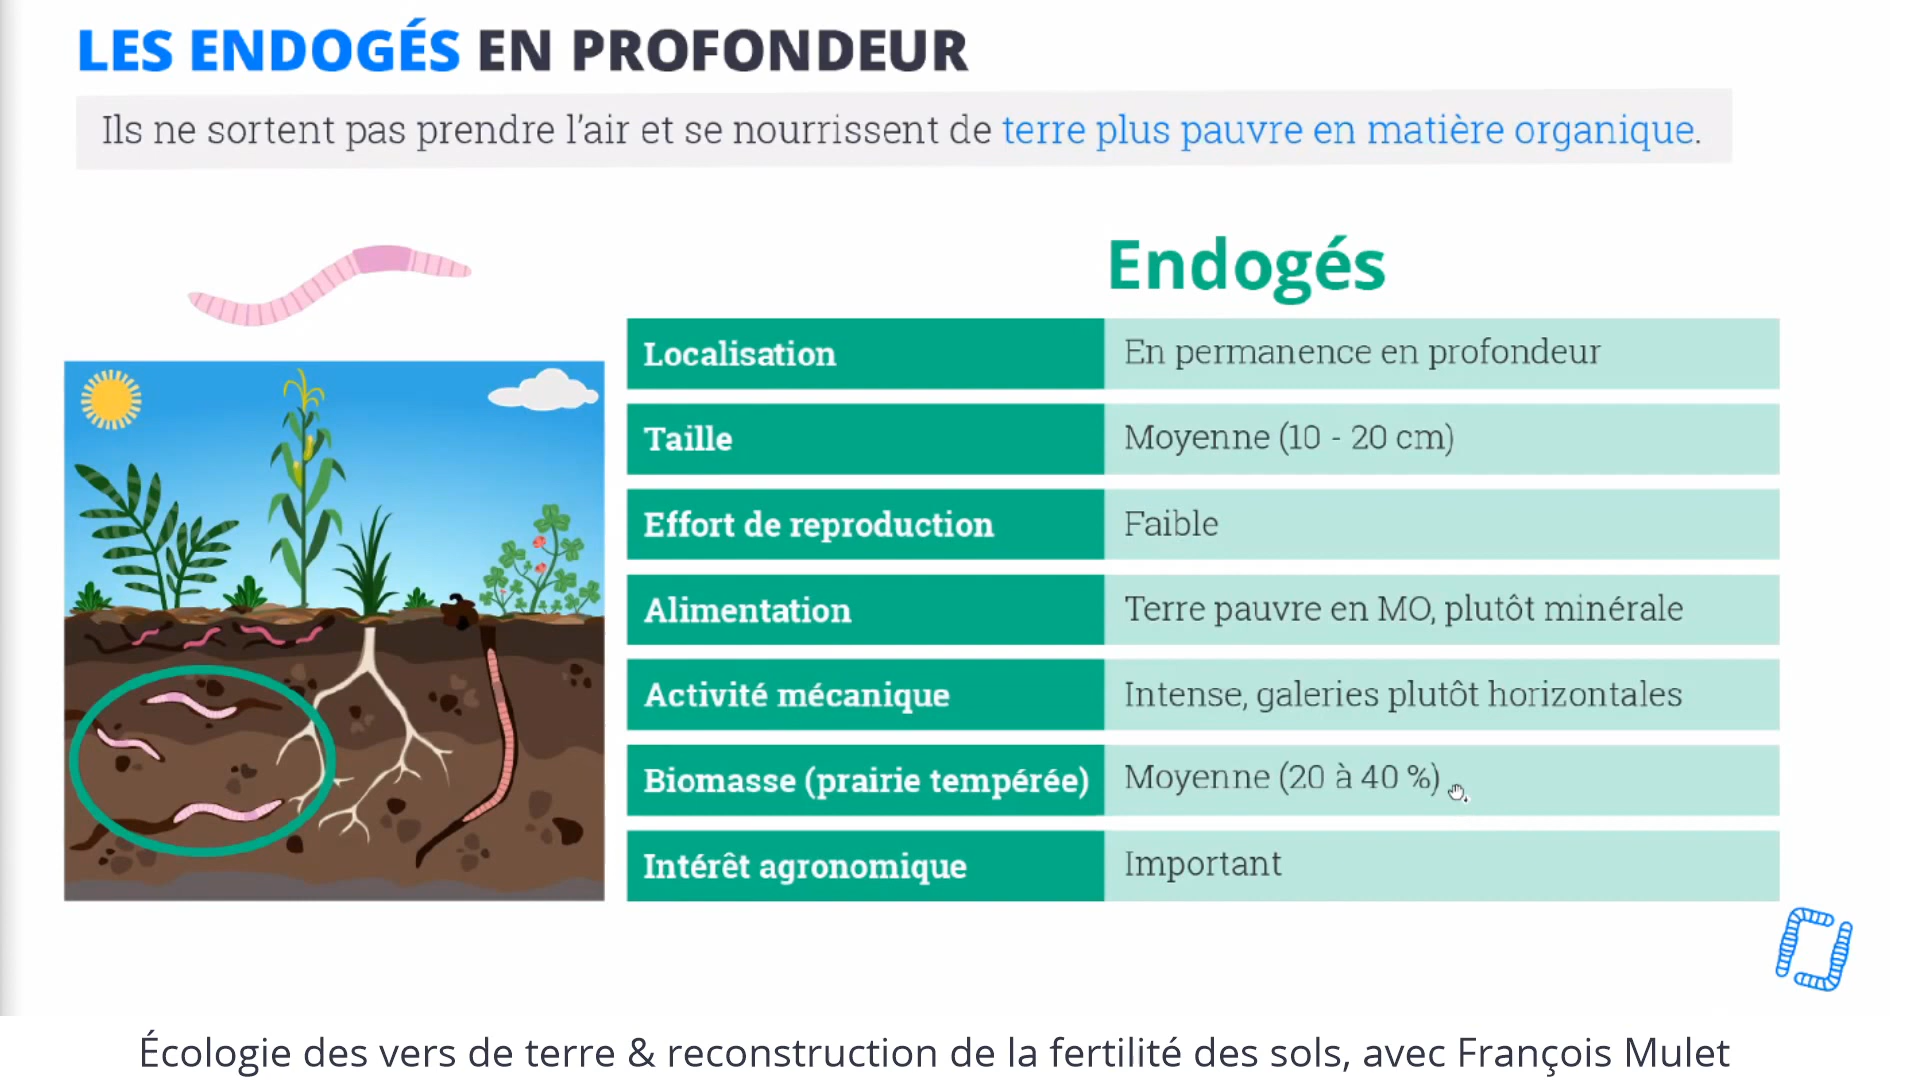 LES ENDOGÉS EN PROFONDEUR
Ils ne sortent pas prendre l’air et se nourrissent de terre plus pauvre en matière organique.
Endogés
Localisation En permanence en profondeur
Taille Moyenne (10 - 20 cm)
Effort de reproduction Faible
Alimentation Terre pauvre en MO, plutôt minérale
Activité mécanique Intense, galeries plutôt horizontales
Biomasse (prairie tempérée) Moyenne (20 à 40 %)
Intérêt agronomique Important
Écologie des vers de terre & reconstruction de la fertilité des sols, avec François Mulet